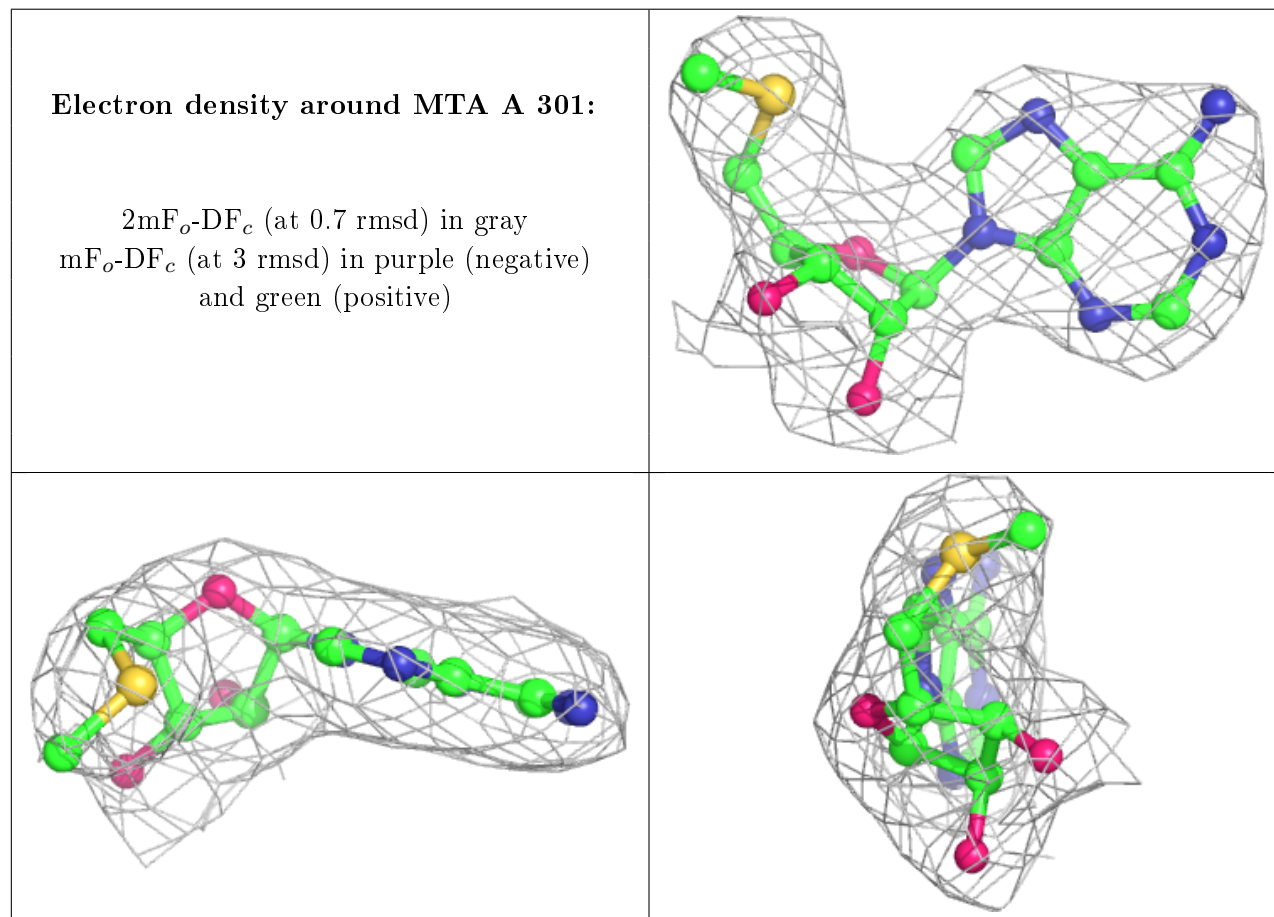 Electron density around MTA A 301:
2mFo-DFc (at 0.7 rmsd) in gray
mFo-DFc (at 3 rmsd) in purple (negative)
and green (positive)